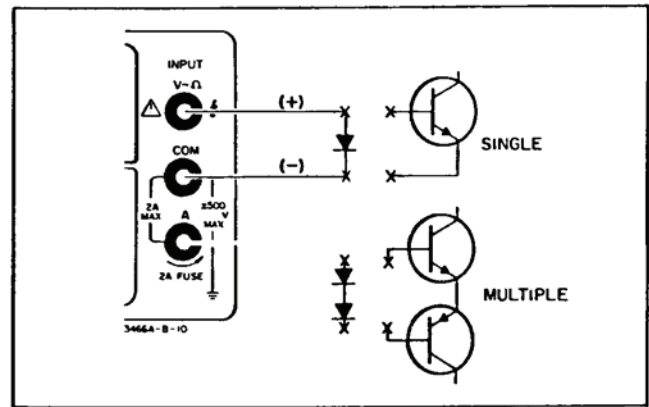 INPUT
V-Ω
(+)
SINGLE
COM
(-)
2A
MAX
±500
V
MAX
A
2A FUSE
MULTIPLE
3466A-B-10